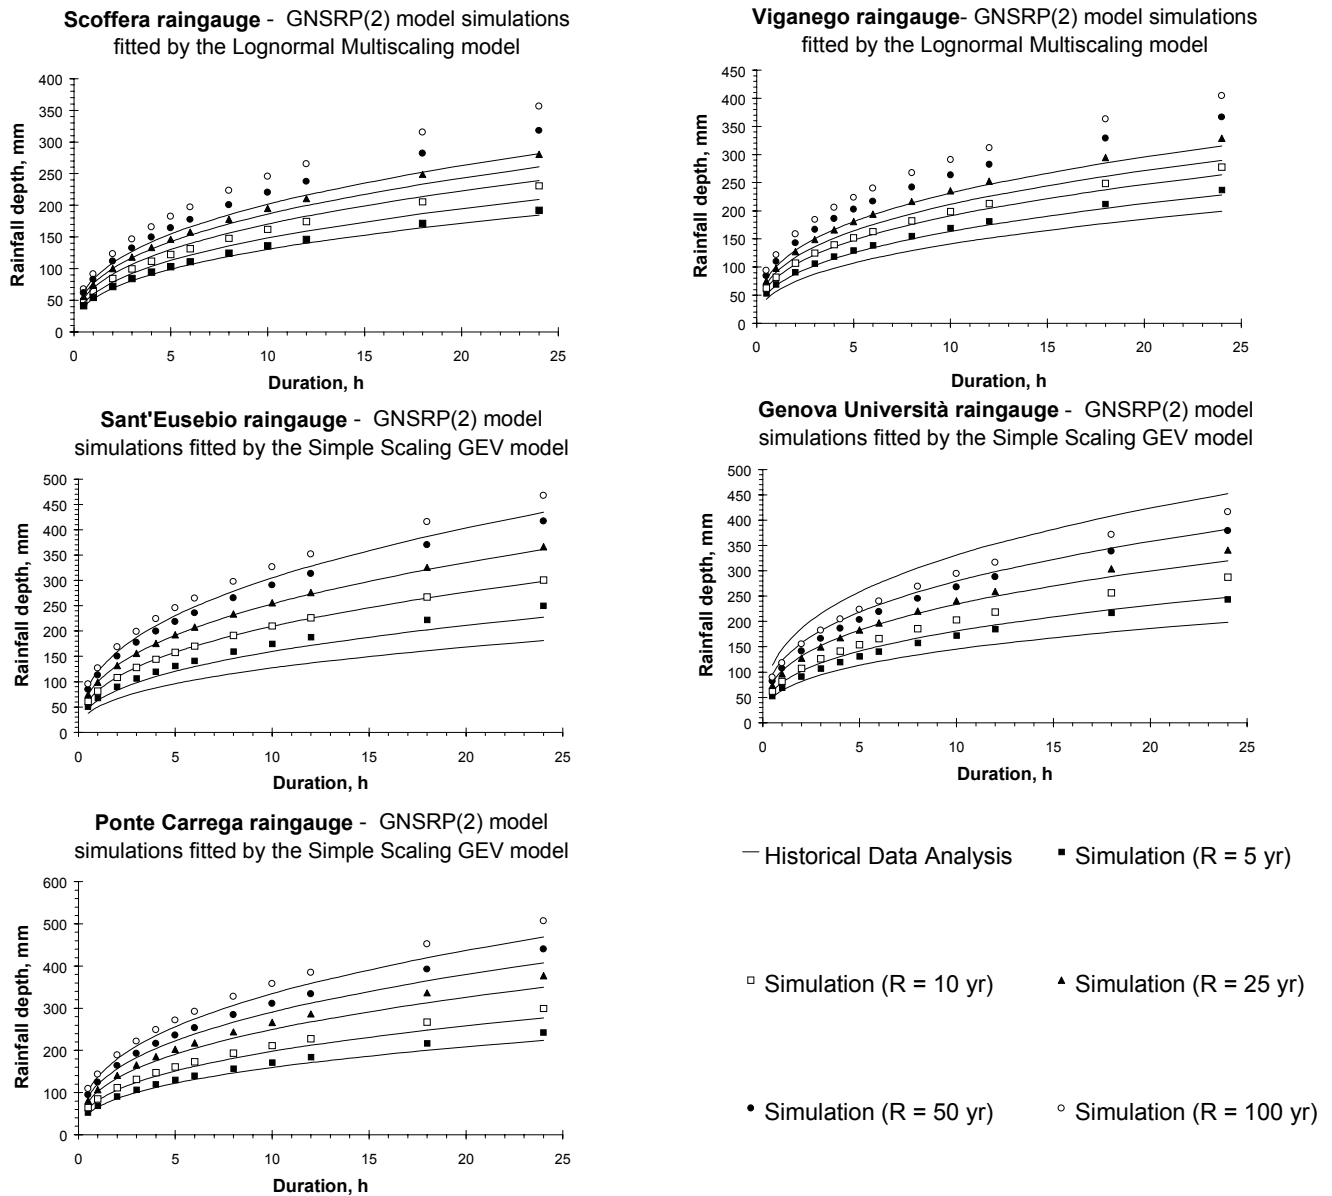 Scoffera raingauge - GNSRP(2) model simulations
fitted by the Lognormal Multiscaling model
400
350
300
250
200
150
100
50
0
Rainfall depth, mm
0 5 10 15 20 25
Duration, h
Viganego raingauge- GNSRP(2) model simulations
fitted by the Lognormal Multiscaling model
450
400
350
300
250
200
150
100
50
0
Rainfall depth, mm
0 5 10 15 20 25
Duration, h
Sant'Eusebio raingauge - GNSRP(2) model
simulations fitted by the Simple Scaling GEV model
500
450
400
350
300
250
200
150
100
50
0
Rainfall depth, mm
0 5 10 15 20 25
Duration, h
Genova Università raingauge - GNSRP(2) model
simulations fitted by the Simple Scaling GEV model
500
450
400
350
300
250
200
150
100
50
0
Rainfall depth, mm
0 5 10 15 20 25
Duration, h
Ponte Carrega raingauge - GNSRP(2) model
simulations fitted by the Simple Scaling GEV model
600
500
400
300
200
100
0
Rainfall depth, mm
0 5 10 15 20 25
Duration, h
Historical Data Analysis
Simulation (R = 5 yr)
Simulation (R = 10 yr)
Simulation (R = 25 yr)
Simulation (R = 50 yr)
Simulation (R = 100 yr)